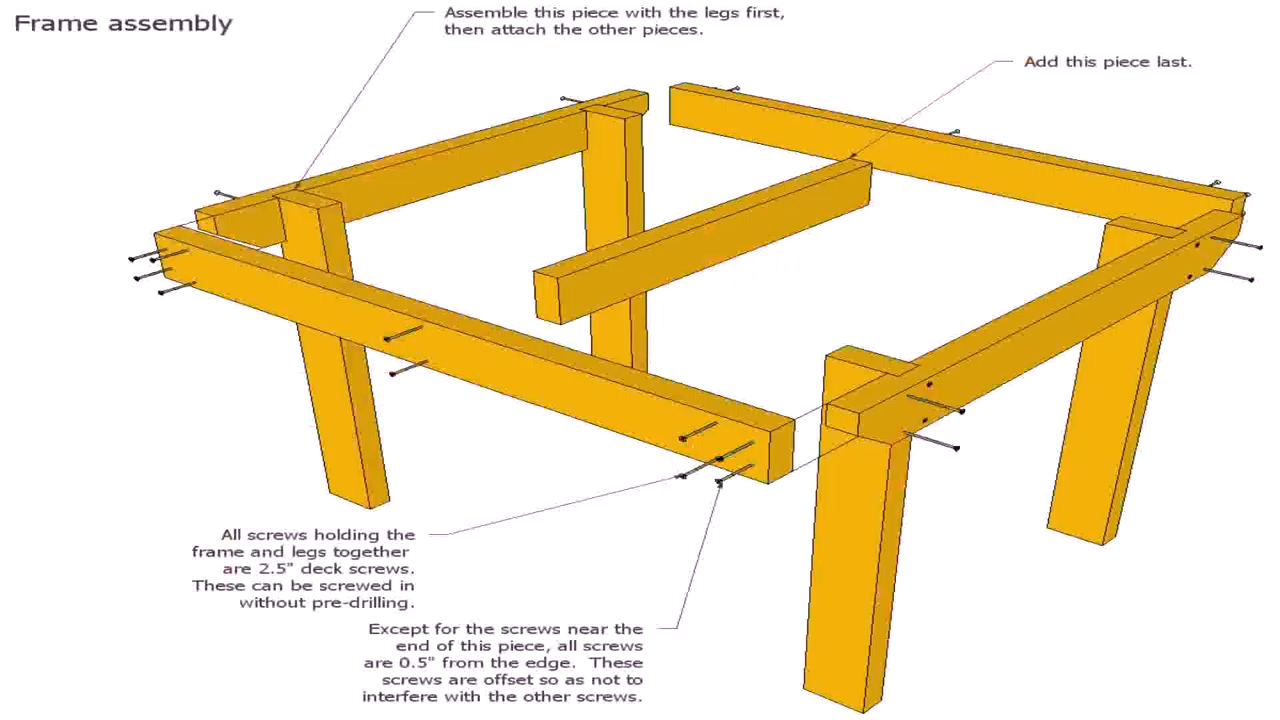 Frame assembly
Assemble this piece with the legs first,
then attach the other pieces.
Add this piece last.
All screws holding the
frame and legs together
are 2.5" deck screws.
These can be screwed in
without pre-drilling.
Except for the screws near the
end of this piece, all screws
are 0.5" from the edge.  These
screws are offset so as not to
interfere with the other screws.